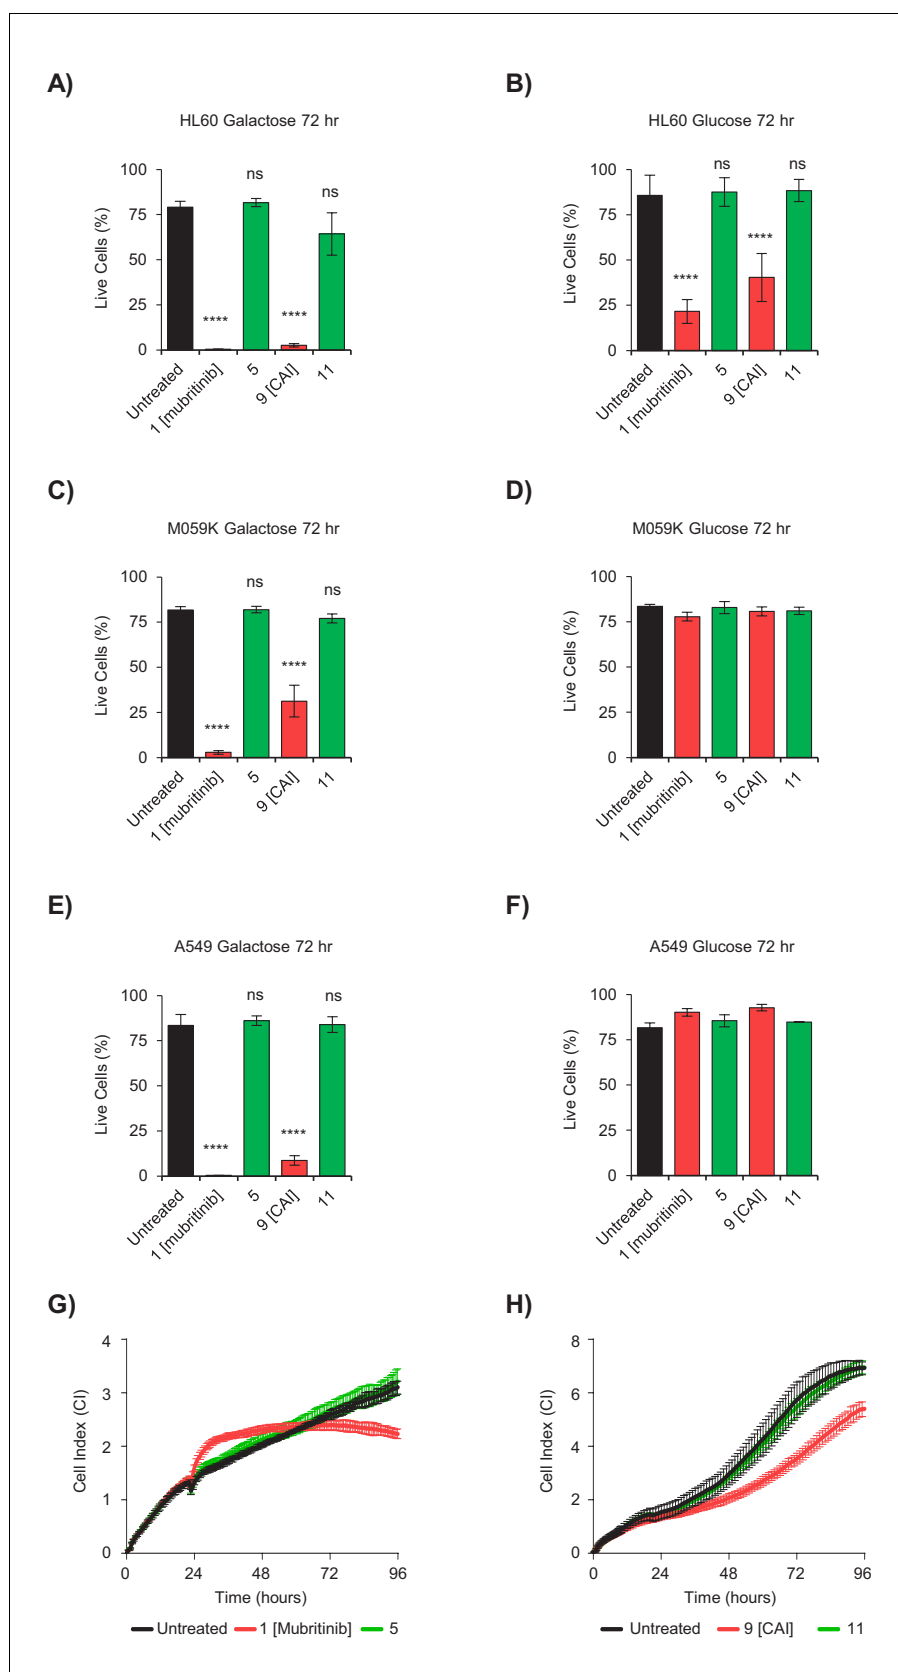 A)
HL60 Galactose 72 hr
ns
ns
****
****
100
75
50
25
0
Live Cells (%)
Untreated
1 [mubritinib]
5
9 [CAI]
11
B)
HL60 Glucose 72 hr
ns
ns
****
****
100
75
50
25
0
Live Cells (%)
Untreated
1 [mubritinib]
5
9 [CAI]
11
C)
M059K Galactose 72 hr
ns
ns
****
****
100
75
50
25
0
Live Cells (%)
Untreated
1 [mubritinib]
5
9 [CAI]
11
D)
M059K Glucose 72 hr
100
75
50
25
0
Live Cells (%)
Untreated
1 [mubritinib]
5
9 [CAI]
11
E)
A549 Galactose 72 hr
ns
ns
****
****
100
75
50
25
0
Live Cells (%)
Untreated
1 [mubritinib]
5
9 [CAI]
11
F)
A549 Glucose 72 hr
100
75
50
25
0
Live Cells (%)
Untreated
1 [mubritinib]
5
9 [CAI]
11
G)
4
3
2
1
0
Cell Index (CI)
0 24 48 72 96
Time (hours)
Untreated 1 [Mubritinib] 5
H)
8
6
4
2
0
Cell Index (CI)
0 24 48 72 96
Time (hours)
Untreated 9 [CAI] 11